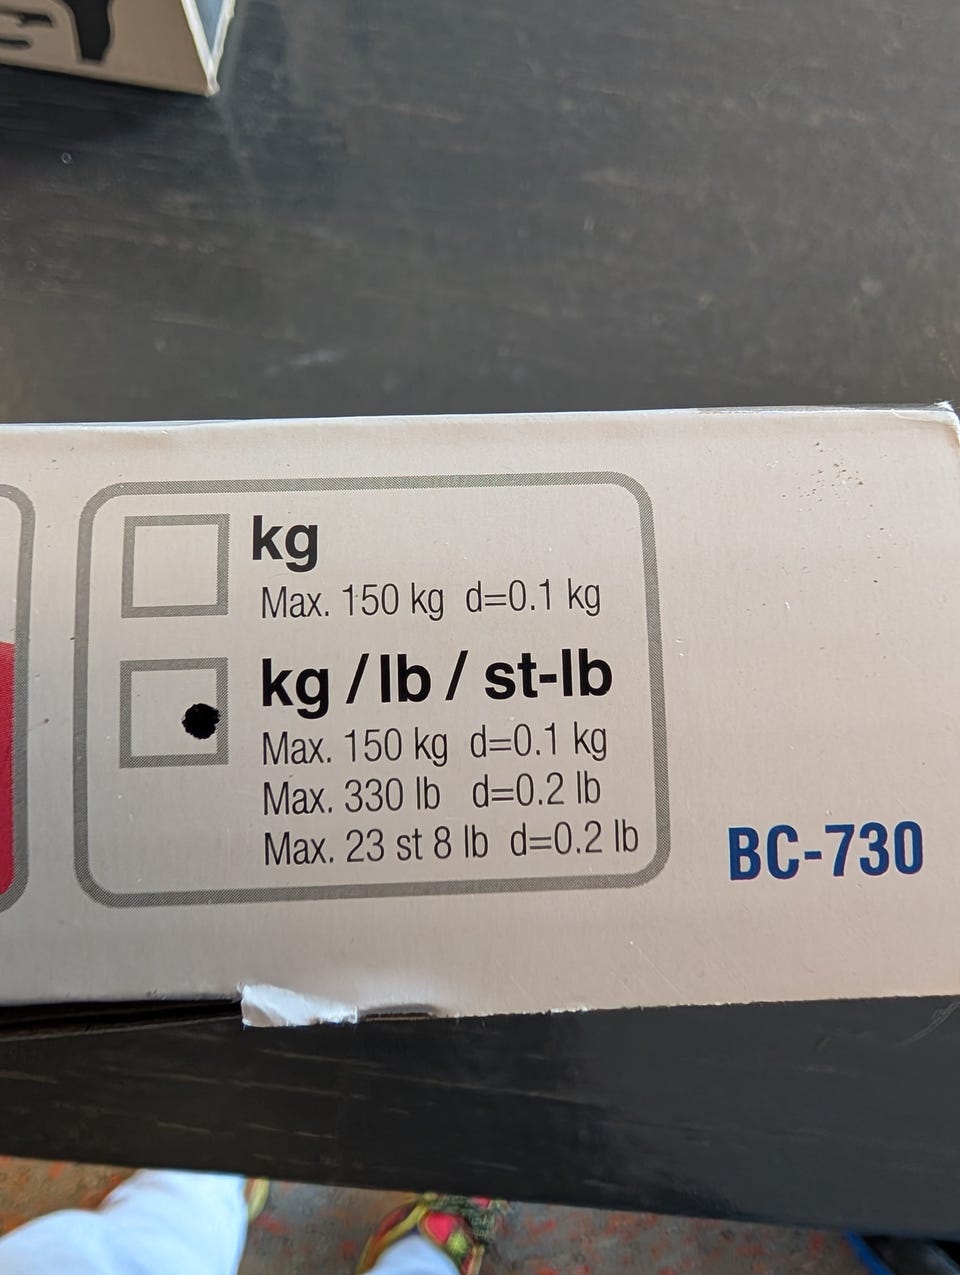 kg
Max. 150 kg d=0.1 kg
kg / lb / st-lb
Max. 150 kg d=0.1 kg
Max. 330 lb d=0.2 lb
Max. 23 st 8 lb d=0.2 lb
BC-730